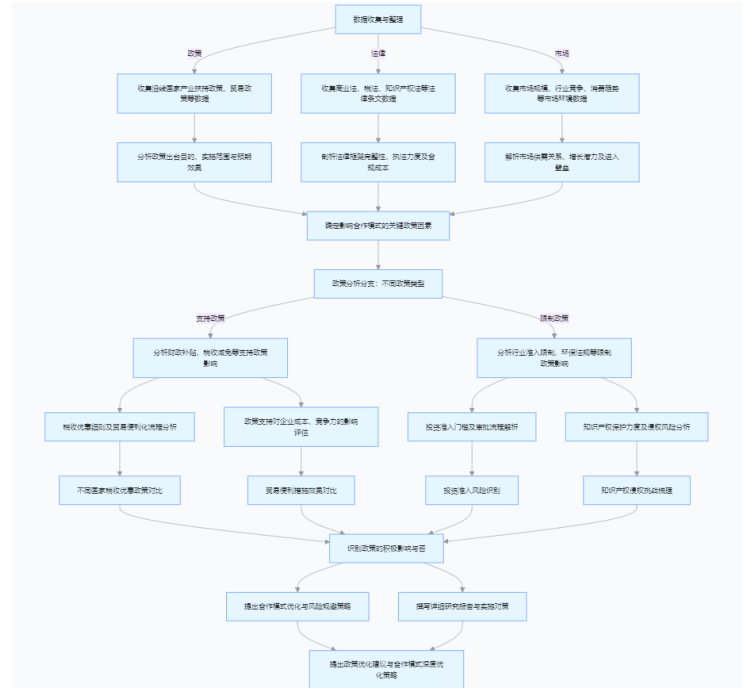 数据收集与整理
政策
法律
市场
收集沿线国家产业扶持政策、贸易政
策等数据
收集商业法、税法、知识产权法等法
律条文数据
收集市场规模、行业竞争、消费趋势
等市场环境数据
分析政策出台目的、实施范围与预期
效果
剖析法律框架完整性、执法力度及合
规成本
解析市场供需关系、增长潜力及进入
壁垒
确定影响合作模式的关键政策因素
政策分析分支：不同政策类型
支持政策
限制政策
分析财政补贴、税收减免等支持政策
影响
分析行业准入限制、环保法规等限制
政策影响
税收优惠细则及贸易便利化流程分析
政策支持对企业成本、竞争力的影响
评估
投资准入门槛及审批流程解析
知识产权保护力度及侵权风险分析
不同国家税收优惠政策对比
贸易便利措施效果对比
投资准入风险识别
知识产权侵权挑战梳理
识别政策的积极影响与否
提出合作模式优化与风险规避策略
撰写详细研究报告与实施对策
提出政策优化建议与合作模式深度优
化策略